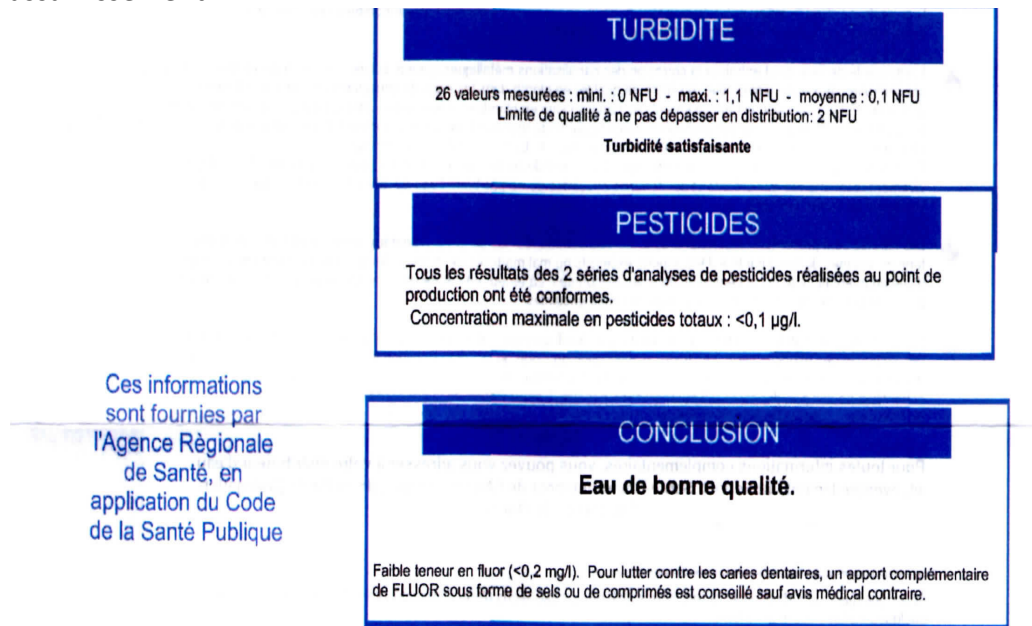 TURBIDITE
26 valeurs mesurées : mini. : 0 NFU - maxi. : 1,1 NFU - moyenne : 0,1 NFU
Limite de qualité à ne pas dépasser en distribution: 2 NFU
Turbidité satisfaisante
PESTICIDES
Tous les résultats des 2 séries d'analyses de pesticides réalisées au point de
production ont été conformes.
Concentration maximale en pesticides totaux : <0,1 µg/l.
Ces informations
sont fournies par
l'Agence Règionale
de Santé, en
application du Code
de la Santé Publique
CONCLUSION
Eau de bonne qualité.
Faible teneur en fluor (<0,2 mg/l). Pour lutter contre les caries dentaires, un apport complémentaire
de FLUOR sous forme de sels ou de comprimés est conseillé sauf avis médical contraire.